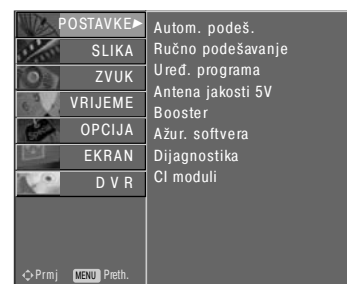 POSTAVKE
SLIKA
ZVUK
VRIJEME
OPCIJA
EKRAN
D V R
Autom. podeš.
Ručno podešavanje
Uređ. programa
Antena jakosti 5V
Booster
Ažur. softvera
Dijagnostika
CI moduli
Prmj MENU Preth.